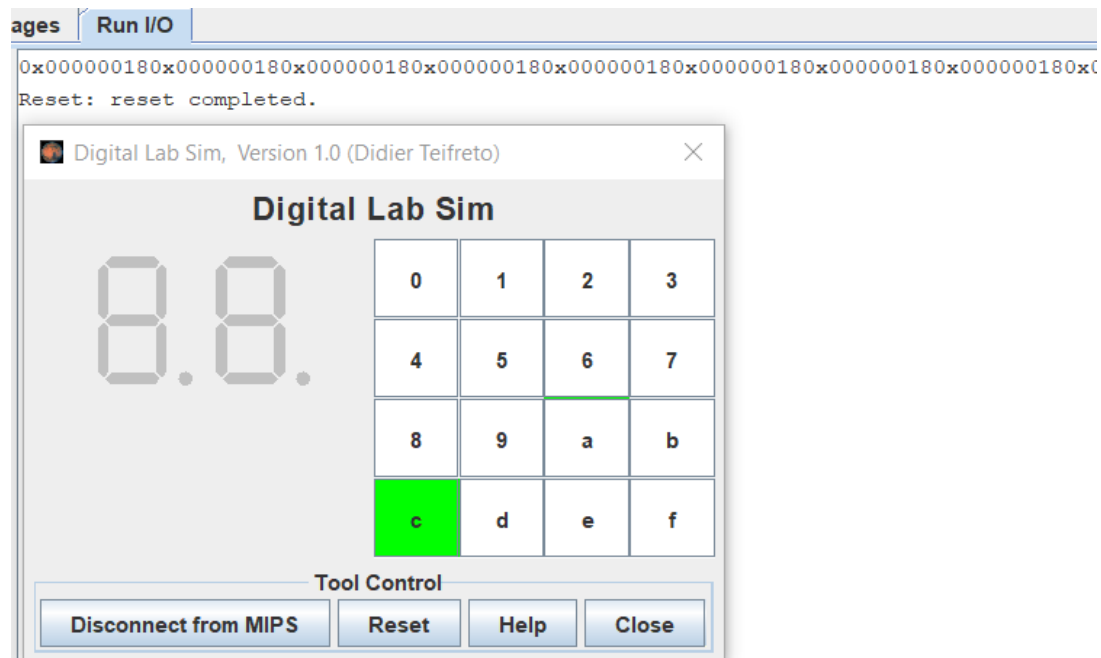 ages Run I/O
0x000000180x000000180x000000180x000000180x000000180x000000180x000000180x000000180x0
Reset: reset completed.
Digital Lab Sim, Version 1.0 (Didier Teifreto)
Digital Lab Sim
0 1 2 3
4 5 6 7
8 9 a b
c d e f
Tool Control
Disconnect from MIPS Reset Help Close